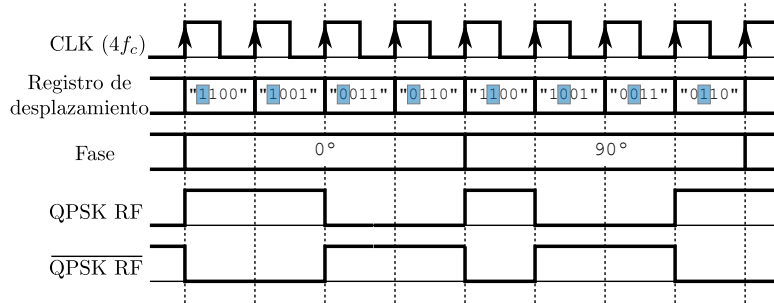 CLK (4f_c)
Registro de
desplazamiento
"1100" "1001" "0011" "0110" "1100" "1001" "0011" "0110"
Fase 0° 90°
QPSK RF
QPSK RF